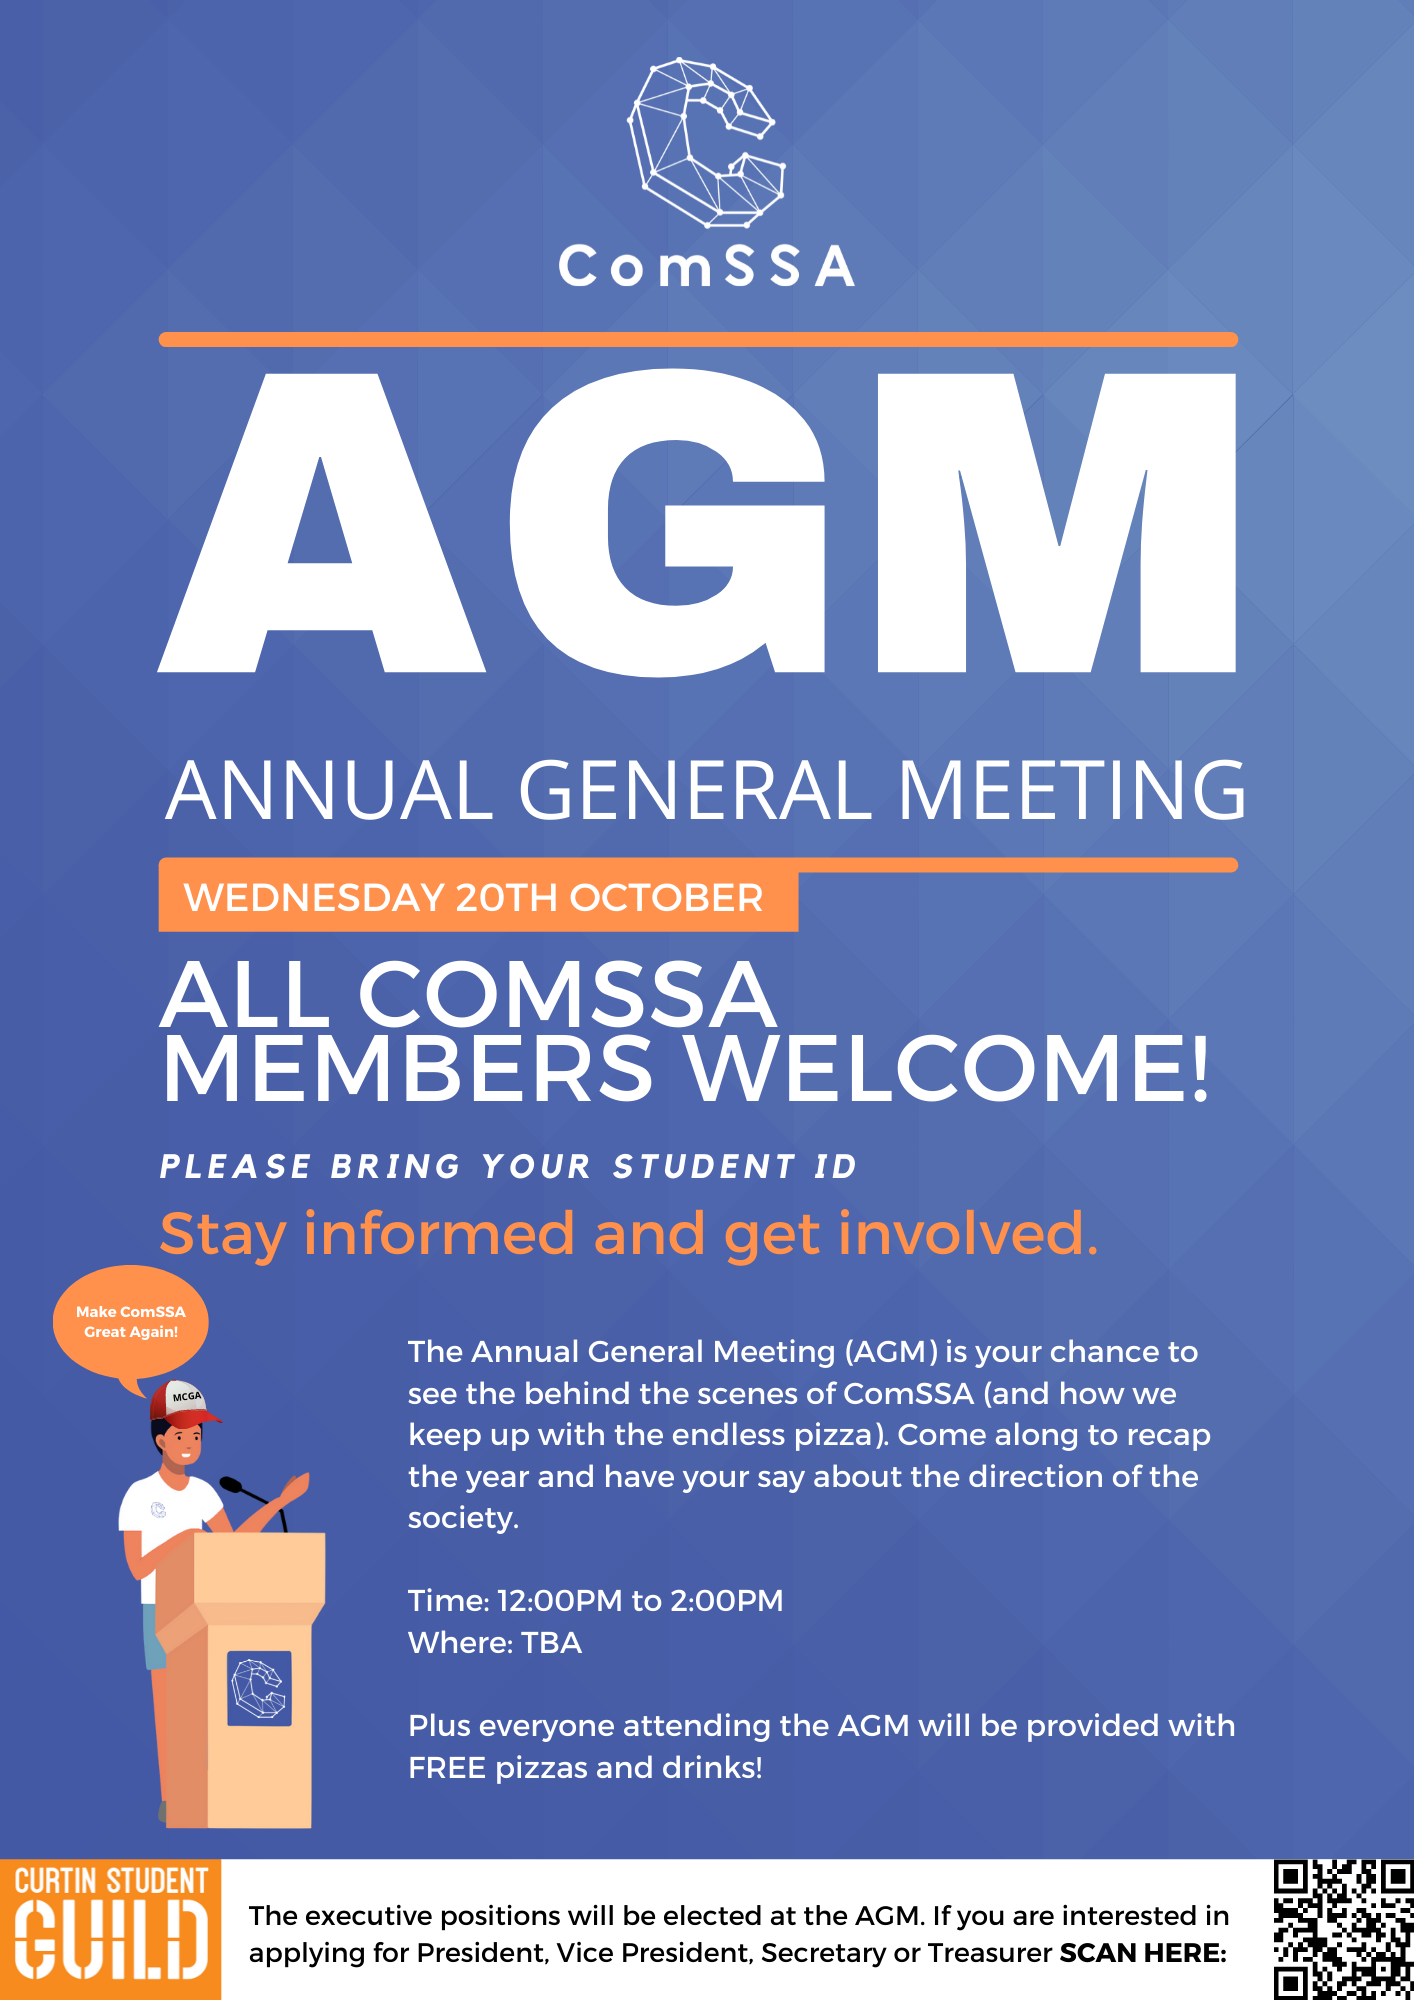 ComSSA
AGM
ANNUAL GENERAL MEETING
WEDNESDAY 20TH OCTOBER
ALL COMSSA
MEMBERS WELCOME!
PLEASE BRING YOUR STUDENT ID
Stay informed and get involved.
Make ComSSA
Great Again!
MCGA
The Annual General Meeting (AGM) is your chance to
see the behind the scenes of ComSSA (and how we
keep up with the endless pizza). Come along to recap
the year and have your say about the direction of the
society.
Time: 12:00PM to 2:00PM
Where: TBA
Plus everyone attending the AGM will be provided with
FREE pizzas and drinks!
CURTIN STUDENT
GUILD
The executive positions will be elected at the AGM. If you are interested in
applying for President, Vice President, Secretary or Treasurer SCAN HERE: